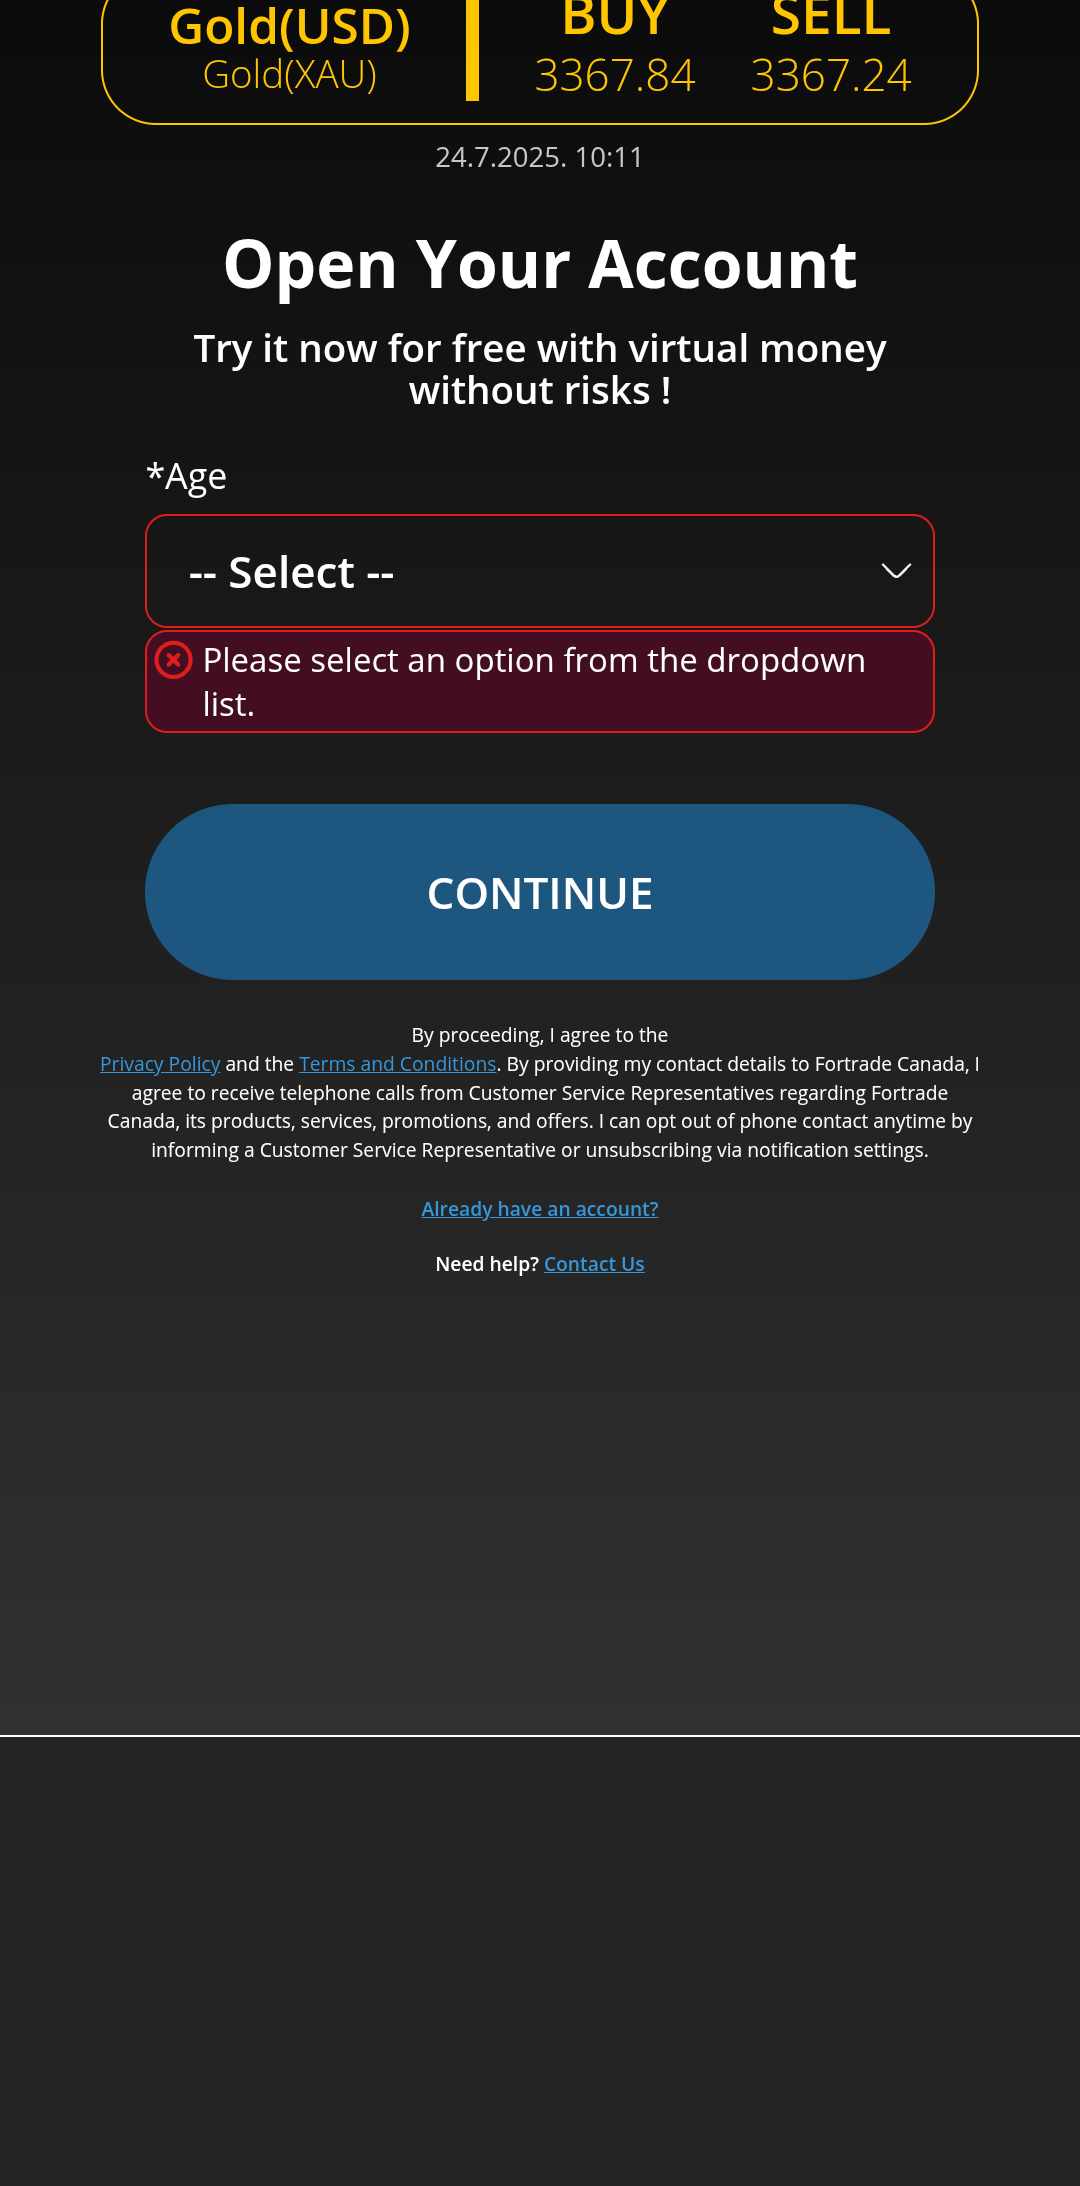 Gold(USD)
Gold(XAU)
BUY
3367.84
SELL
3367.24
24.7.2025. 10:11
Open Your Account
Try it now for free with virtual money
without risks !
*Age
-- Select --
Please select an option from the dropdown
list.
CONTINUE
By proceeding, I agree to the
Privacy Policy and the Terms and Conditions. By providing my contact details to Fortrade Canada, I
agree to receive telephone calls from Customer Service Representatives regarding Fortrade
Canada, its products, services, promotions, and offers. I can opt out of phone contact anytime by
informing a Customer Service Representative or unsubscribing via notification settings.
Already have an account?
Need help? Contact Us